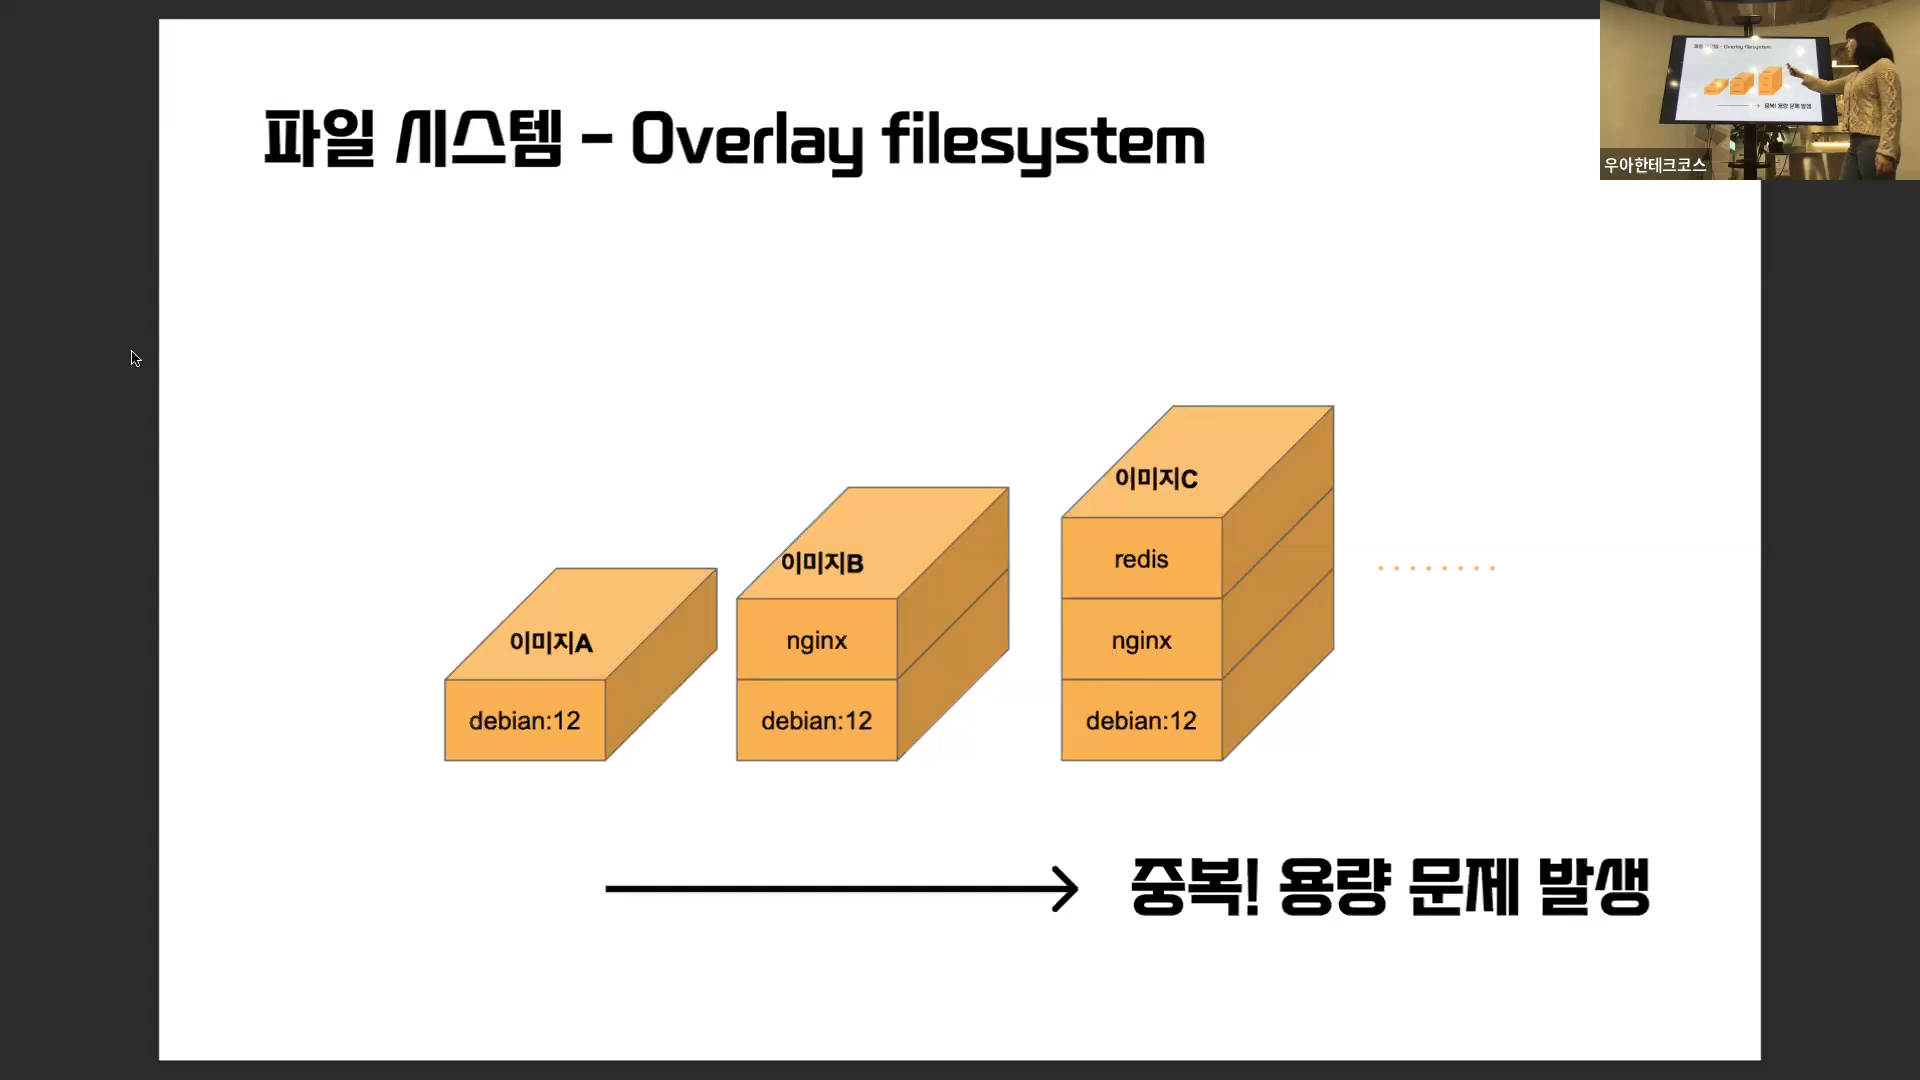 파일 시스템 - Overlay filesystem
우아한테크코스
이미지A
debian:12
이미지B
nginx
debian:12
이미지C
redis
nginx
debian:12
중복! 용량 문제 발생